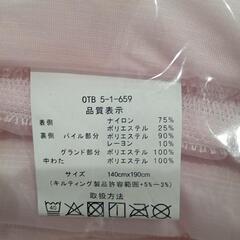 OTB 5-1-659
品質表示
表側 ナイロン 75%
ポリエステル 25%
裏側 パイル部分 ポリエステル 90%
レーヨン 10%
グランド部分 ポリエステル 100%
中わた ポリエステル 100%
サイズ 140cm×190cm
(キルティング製品許容範囲+5%−3%)
取扱方法